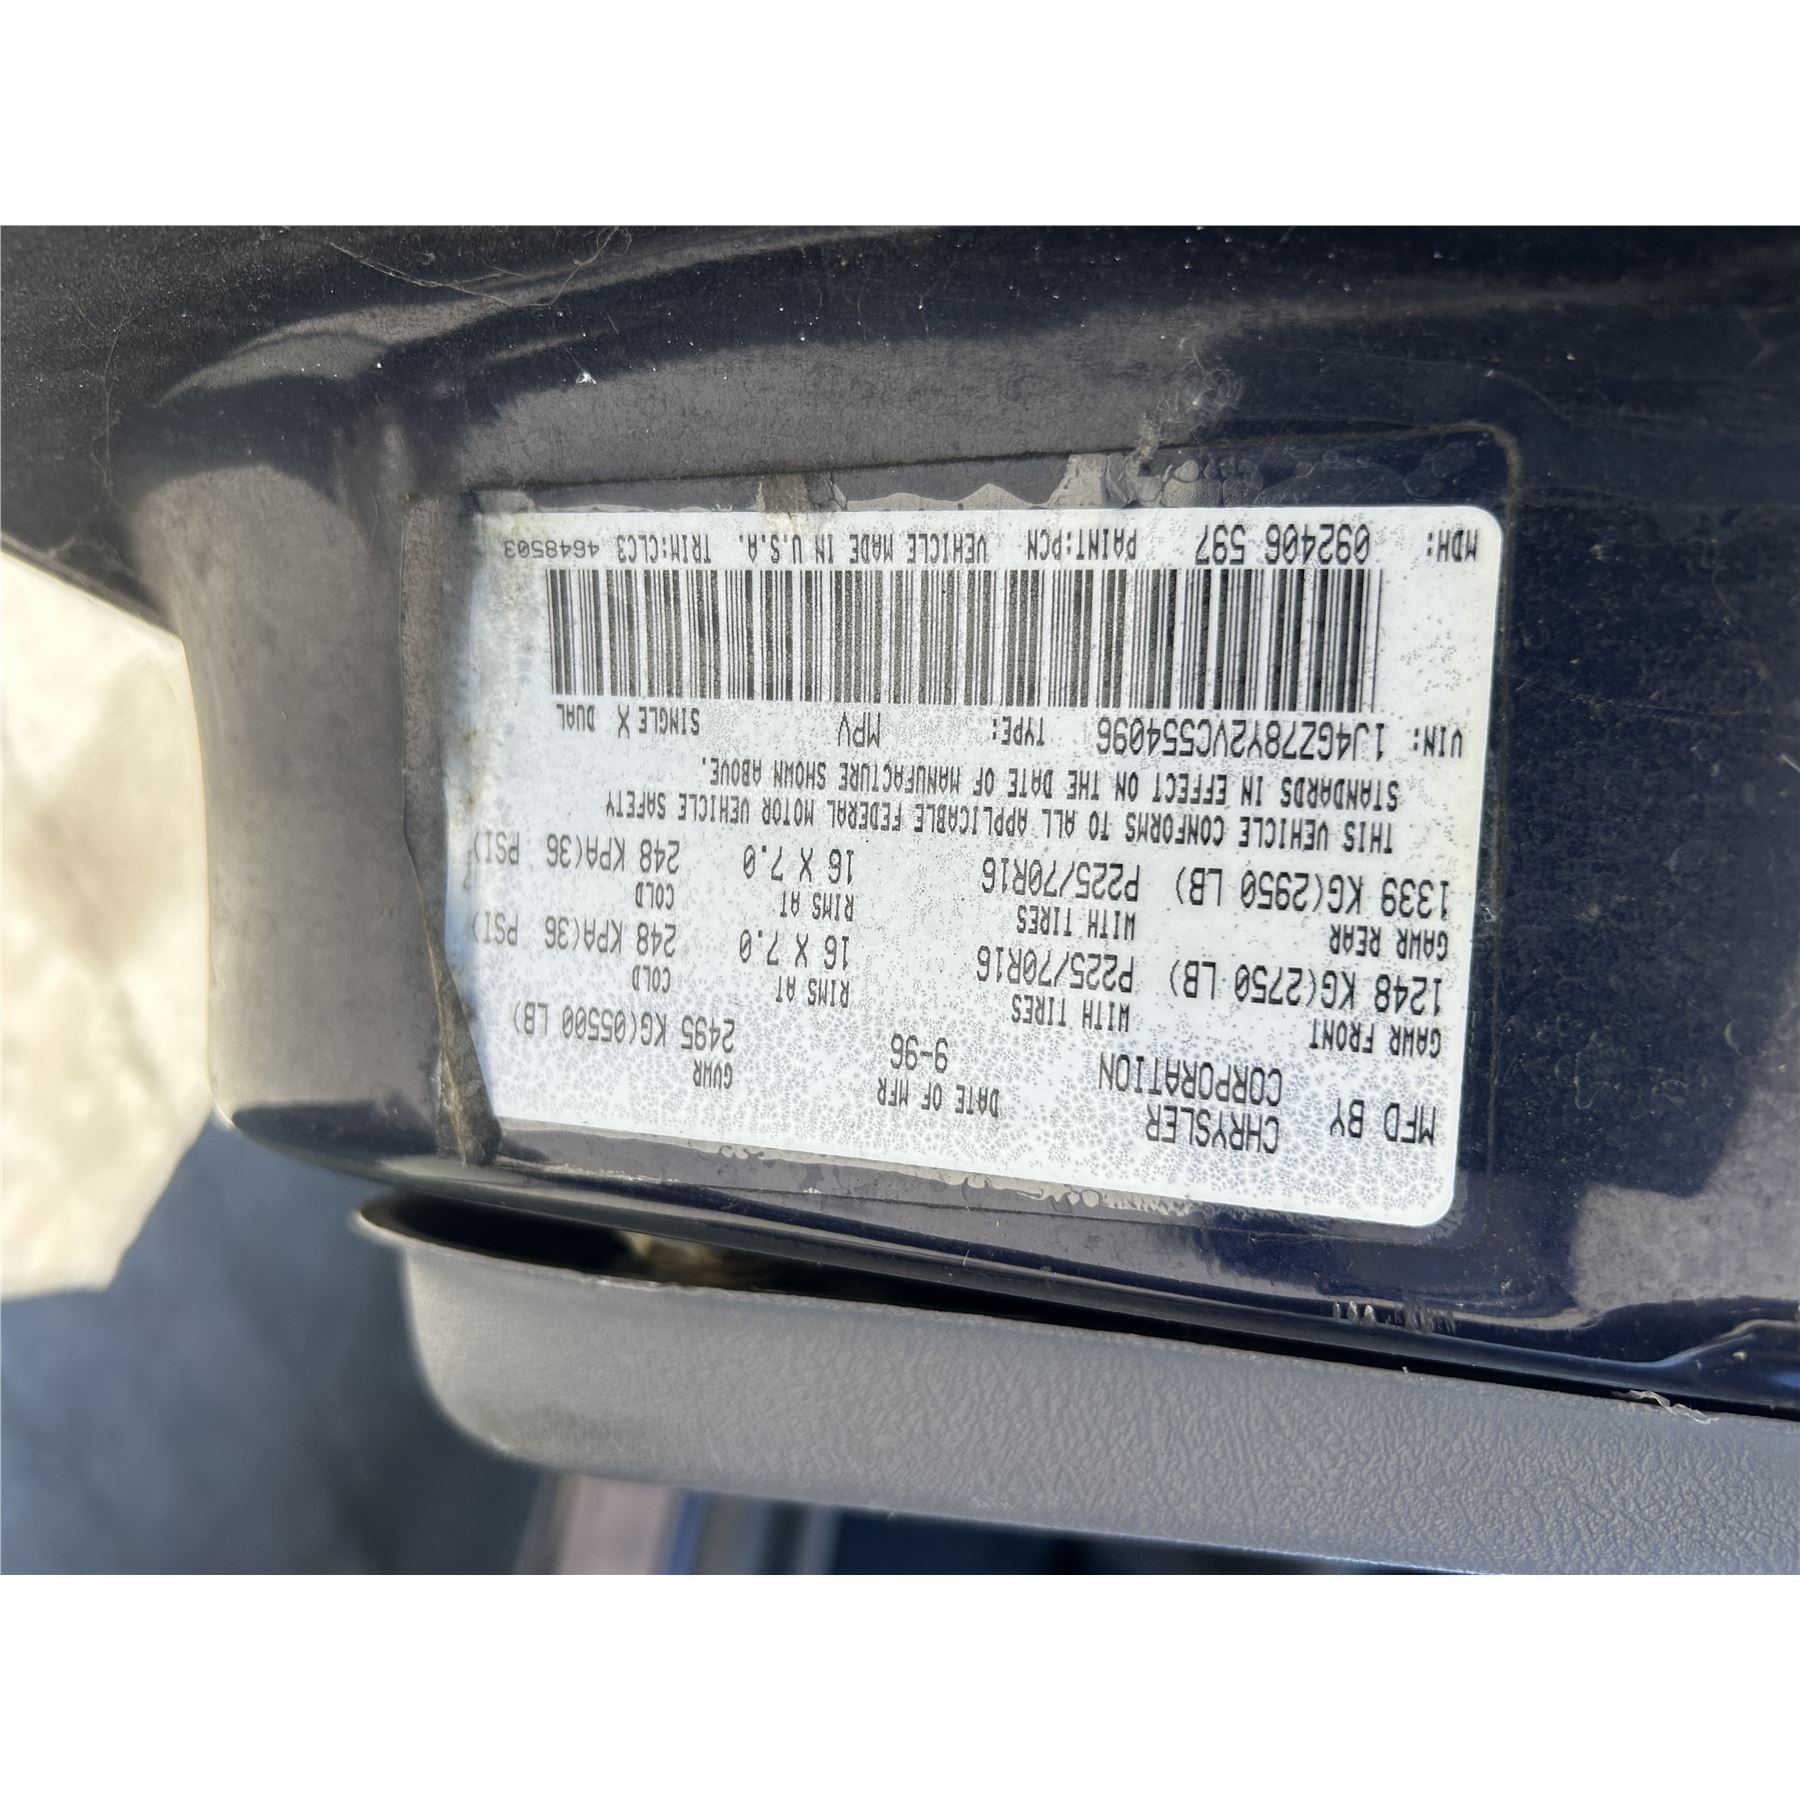 MFD BY CHRYSLER CORPORATION DATE OF MFR 9-96 GVWR 2495 KG(05500 LB)
GAWR FRONT WITH TIRES RIMS AT COLD
1248 KG(2750 LB) P225/70R16 16 X 7.0 248 KPA(36 PSI)
GAWR REAR WITH TIRES RIMS AT COLD
1339 KG(2950 LB) P225/70R16 16 X 7.0 248 KPA(36 PSI)
THIS VEHICLE CONFORMS TO ALL APPLICABLE FEDERAL MOTOR VEHICLE SAFETY
STANDARDS IN EFFECT ON THE DATE OF MANUFACTURE SHOWN ABOVE.
VIN: 1J4GZ78Y2VC554096 TYPE: MPV SINGLE X DUAL
MDH: 092406 597 PAINT:PCN VEHICLE MADE IN U.S.A. TRIM:CLC3 4648503